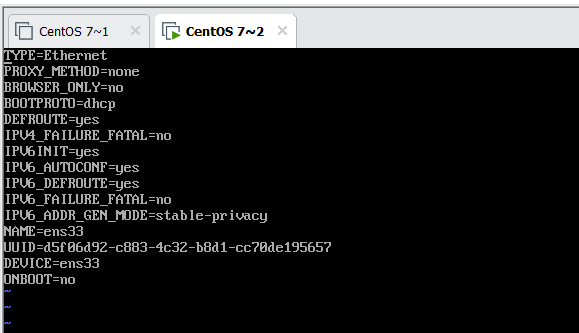 CentOS 7~1 × CentOS 7~2 ×
TYPE=Ethernet
PROXY_METHOD=none
BROWSER_ONLY=no
BOOTPROTO=dhcp
DEFROUTE=yes
IPV4_FAILURE_FATAL=no
IPV6INIT=yes
IPV6_AUTOCONF=yes
IPV6_DEFROUTE=yes
IPV6_FAILURE_FATAL=no
IPV6_ADDR_GEN_MODE=stable-privacy
NAME=ens33
UUID=d5f06d92-c883-4c32-b8d1-cc70de195657
DEVICE=ens33
ONBOOT=no
~
~
~